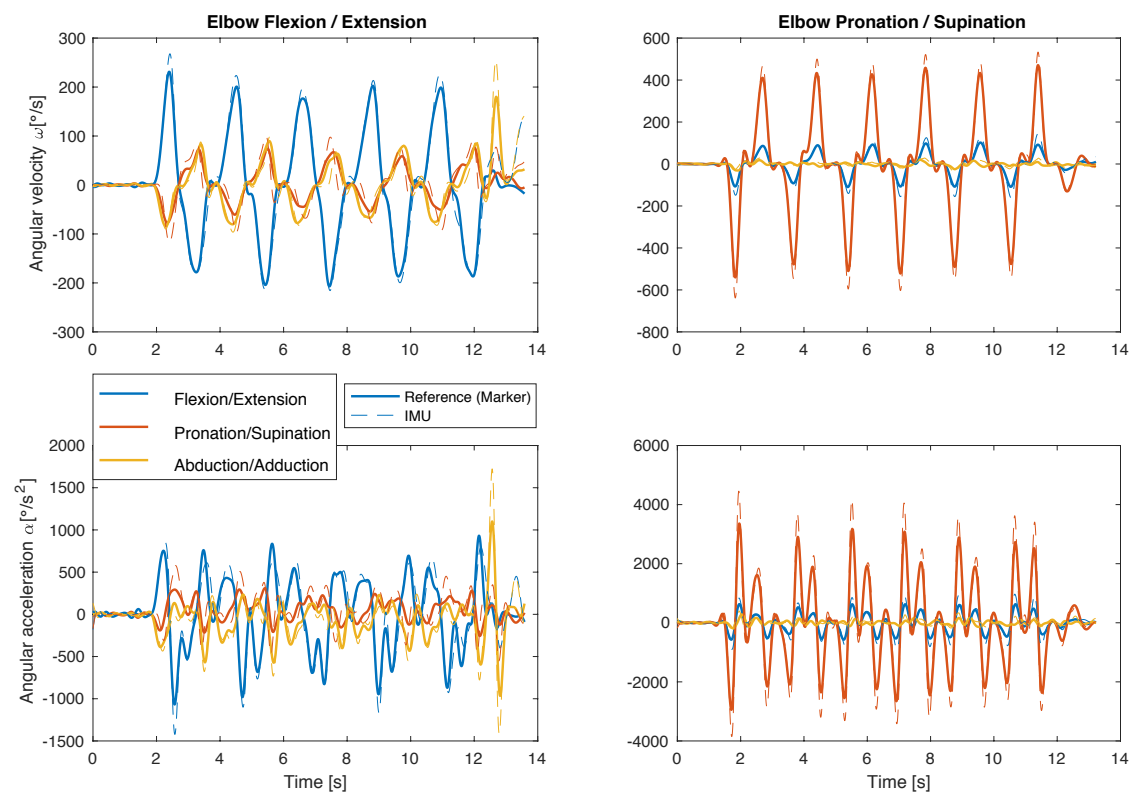 Elbow Flexion / Extension
Elbow Pronation / Supination
Angular velocity ω[°/s]
300
200
100
0
-100
-200
-300
0 2 4 6 8 10 12 14
600
400
200
0
-200
-400
-600
-800
0 2 4 6 8 10 12 14
Flexion/Extension
Pronation/Supination
Abduction/Adduction
Reference (Marker)
IMU
Angular acceleration α[°/s²]
2000
1500
1000
500
0
-500
-1000
-1500
0 2 4 6 8 10 12 14
Time [s]
6000
4000
2000
0
-2000
-4000
0 2 4 6 8 10 12 14
Time [s]